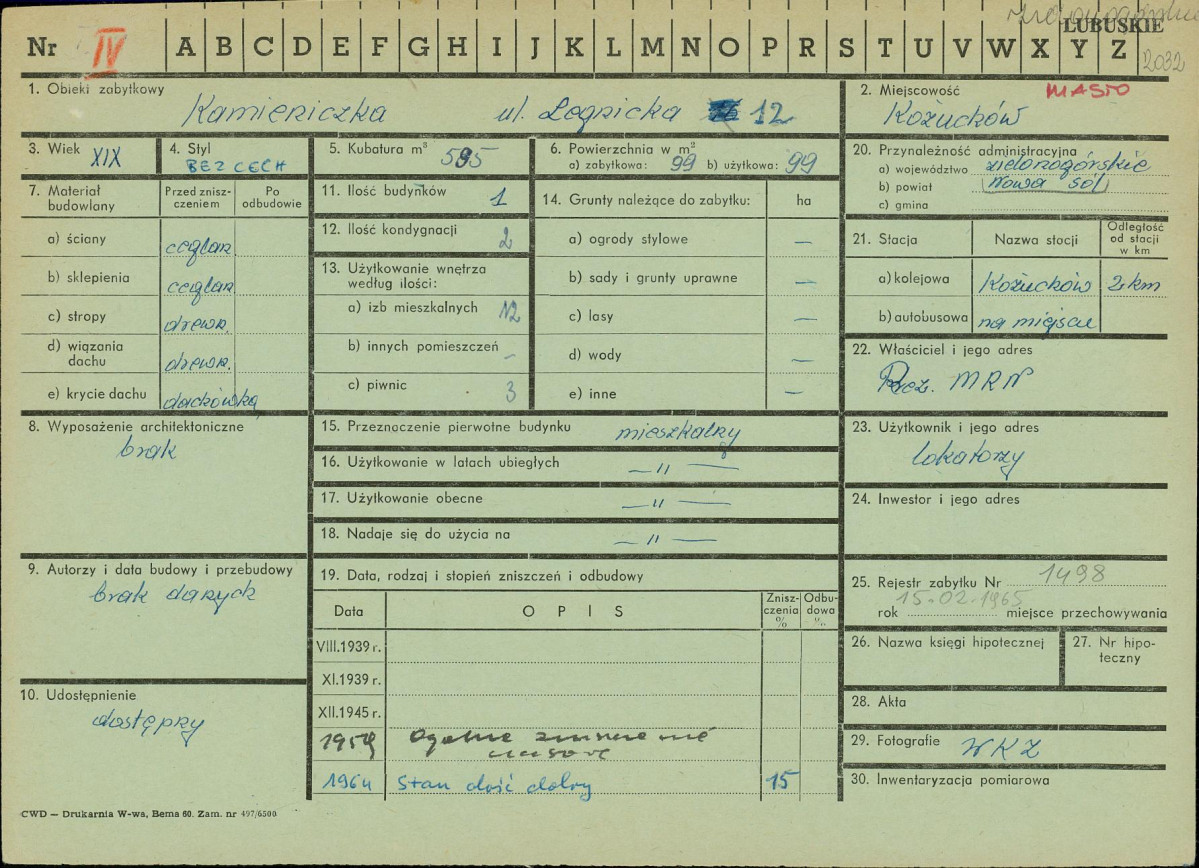 Nr IV A B C D E F G H I J K L M N O P R S T U V W X Y Z
LUBUSKIE
2032
1. Obiekt zabytkowy
Kamieniczka ul. Legnicka 12
2. Miejscowość MIASTO
Kożuchów
3. Wiek XIX
4. Styl
BEZ CECH
5. Kubatura m³ 595
6. Powierzchnia w m²
a) zabytkowa: 99 b) użytkowa: 99
20. Przynależność administracyjna
a) województwo zielonogórskie
b) powiat (Nowa Sól)
c) gmina
7. Materiał budowlany
Przed zniszczeniem
Po odbudowie
a) ściany ceglan
b) sklepienia ceglan
c) stropy drewn.
d) wiązania dachu drewn.
e) krycie dachu dachówka
11. Ilość budynków 1
12. Ilość kondygnacji 2
13. Użytkowanie wnętrza według ilości:
a) izb mieszkalnych 12
b) innych pomieszczeń -
c) piwnic 3
14. Grunty należące do zabytku: ha
a) ogrody stylowe —
b) sady i grunty uprawne —
c) lasy —
d) wody —
e) inne —
21. Stacja Nazwa stacji Odległość od stacji w km
a) kolejowa Kożuchów 2 km
b) autobusowa na miejscu
22. Właściciel i jego adres
Prez. MRN
8. Wyposażenie architektoniczne
brak
15. Przeznoczenie pierwotne budynku mieszkalny
16. Użytkowanie w latach ubiegłych — " —
17. Użytkowanie obecne — " —
18. Nadaje się do użycia na — " —
23. Użytkownik i jego adres
lokatorzy
24. Inwestor i jego adres
9. Autorzy i data budowy i przebudowy
brak danych
10. Udostępnienie
dostępny
19. Data, rodzaj i stopień zniszczeń i odbudowy
Data OPIS Zniszczenia % Odbudowa %
VIII.1939 r.
XI.1939 r.
XII.1945 r.
1959
1964 Stan dość dobry 15
25. Rejestr zabytku Nr 1498
15.02.1965
rok miejsce przechowywania
26. Nazwa księgi hipotecznej
27. Nr hipoteczny
28. Akta
29. Fotografie WKZ
30. Inwentaryzacja pomiarowa
CWD — Drukarnia W-wa, Bema 60. Zam. nr 497/6500